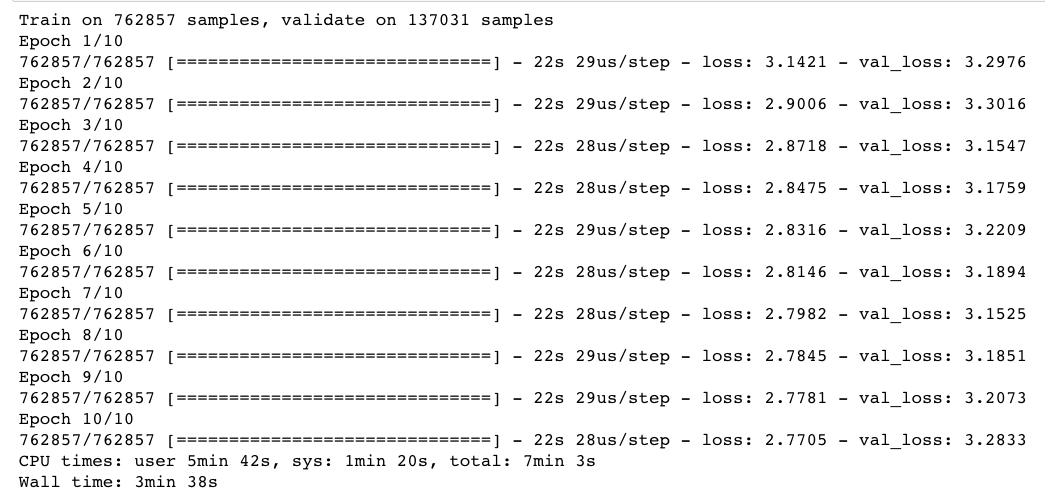 Train on 762857 samples, validate on 137031 samples
Epoch 1/10
762857/762857 [==============================] - 22s 29us/step - loss: 3.1421 - val_loss: 3.2976
Epoch 2/10
762857/762857 [==============================] - 22s 29us/step - loss: 2.9006 - val_loss: 3.3016
Epoch 3/10
762857/762857 [==============================] - 22s 28us/step - loss: 2.8718 - val_loss: 3.1547
Epoch 4/10
762857/762857 [==============================] - 22s 28us/step - loss: 2.8475 - val_loss: 3.1759
Epoch 5/10
762857/762857 [==============================] - 22s 29us/step - loss: 2.8316 - val_loss: 3.2209
Epoch 6/10
762857/762857 [==============================] - 22s 28us/step - loss: 2.8146 - val_loss: 3.1894
Epoch 7/10
762857/762857 [==============================] - 22s 28us/step - loss: 2.7982 - val_loss: 3.1525
Epoch 8/10
762857/762857 [==============================] - 22s 29us/step - loss: 2.7845 - val_loss: 3.1851
Epoch 9/10
762857/762857 [==============================] - 22s 29us/step - loss: 2.7781 - val_loss: 3.2073
Epoch 10/10
762857/762857 [==============================] - 22s 28us/step - loss: 2.7705 - val_loss: 3.2833
CPU times: user 5min 42s, sys: 1min 20s, total: 7min 3s
Wall time: 3min 38s